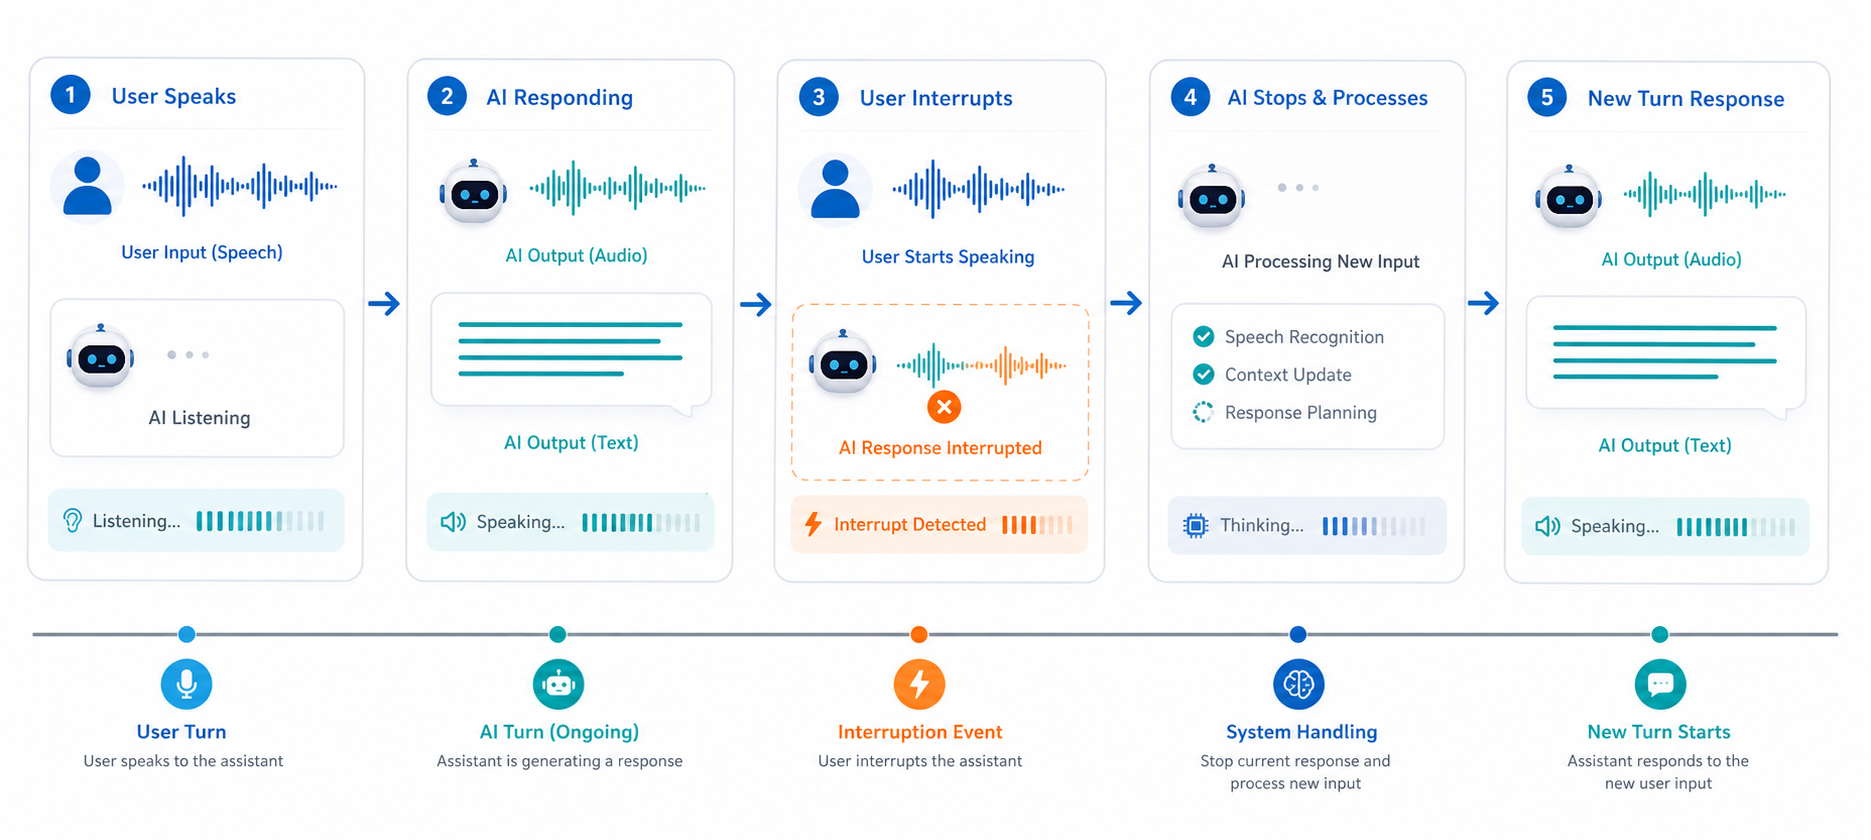 1 User Speaks
User Input (Speech)
AI Listening
Listening...
2 AI Responding
AI Output (Audio)
AI Output (Text)
Speaking...
3 User Interrupts
User Starts Speaking
AI Response Interrupted
Interrupt Detected
4 AI Stops & Processes
AI Processing New Input
Speech Recognition
Context Update
Response Planning
Thinking...
5 New Turn Response
AI Output (Audio)
AI Output (Text)
Speaking...
User Turn
User speaks to the assistant
AI Turn (Ongoing)
Assistant is generating a response
Interruption Event
User interrupts the assistant
System Handling
Stop current response and
process new input
New Turn Starts
Assistant responds to the
new user input